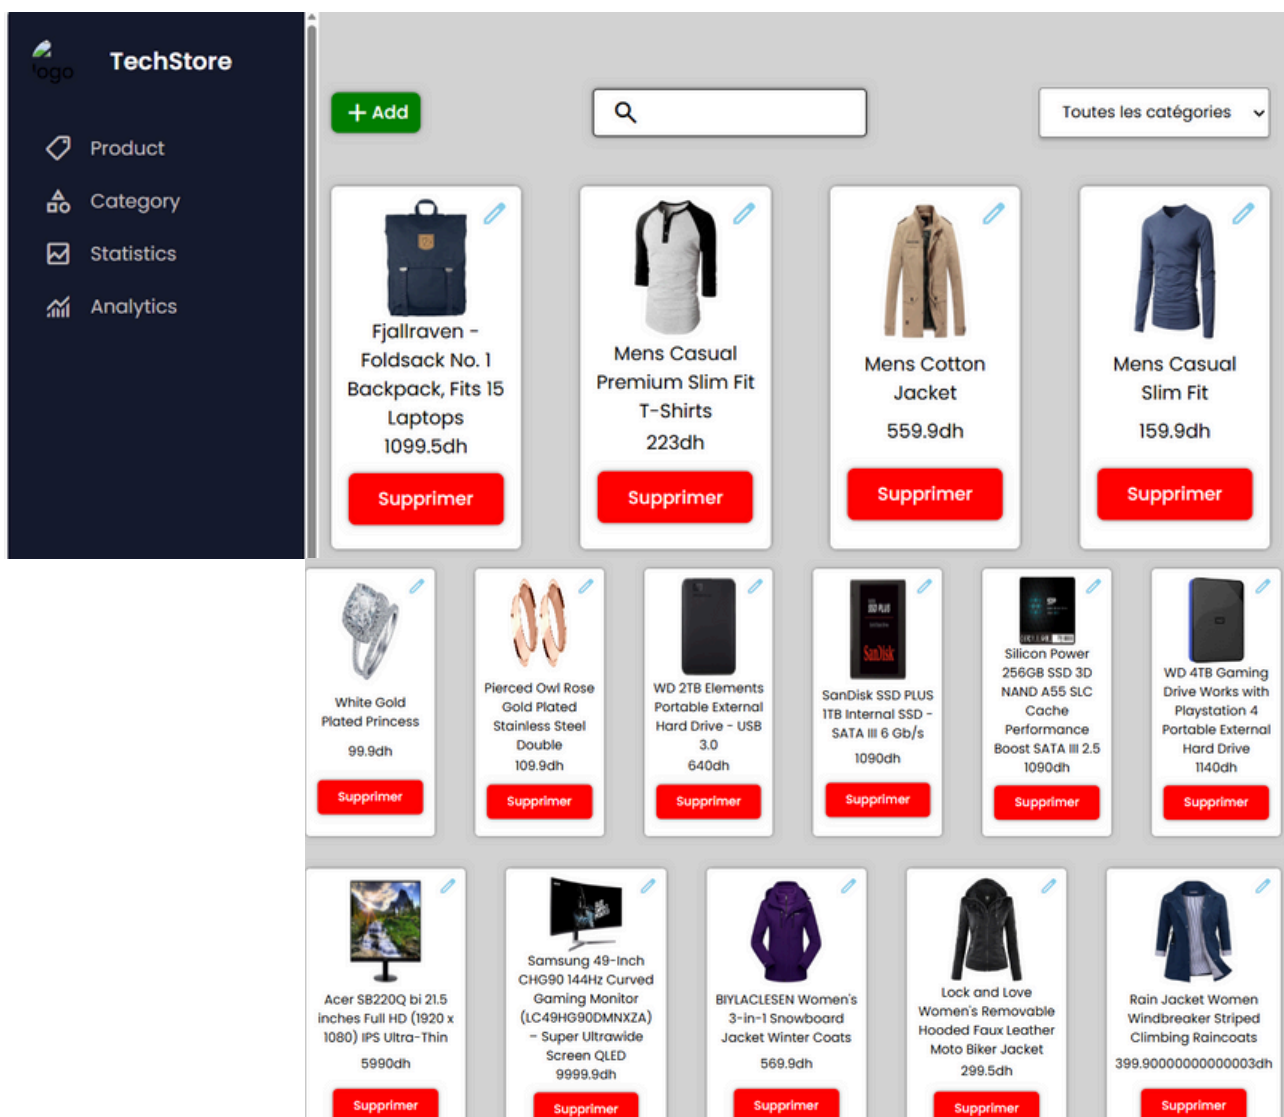 logo
TechStore
Product
Category
Statistics
Analytics
+ Add
Toutes les catégories
Fjallraven -
Foldsack No. 1
Backpack, Fits 15
Laptops
1099.5dh
Supprimer
Mens Casual
Premium Slim Fit
T-Shirts
223dh
Supprimer
Mens Cotton
Jacket
559.9dh
Supprimer
Mens Casual
Slim Fit
159.9dh
Supprimer
White Gold
Plated Princess
99.9dh
Supprimer
Pierced Owl Rose
Gold Plated
Stainless Steel
Double
109.9dh
Supprimer
WD 2TB Elements
Portable External
Hard Drive - USB
3.0
640dh
Supprimer
SSD PLUS
SanDisk
SanDisk SSD PLUS
1TB Internal SSD -
SATA III 6 Gb/s
1090dh
Supprimer
SP
Silicon Power
256GB SSD 3D
NAND A55 SLC
Cache
Performance
Boost SATA III 2.5
1090dh
Supprimer
WD 4TB Gaming
Drive Works with
Playstation 4
Portable External
Hard Drive
1140dh
Supprimer
Acer SB220Q bi 21.5
inches Full HD (1920 x
1080) IPS Ultra-Thin
5990dh
Supprimer
Samsung 49-Inch
CHG90 144Hz Curved
Gaming Monitor
(LC49HG90DMNXZA)
– Super Ultrawide
Screen QLED
9999.9dh
Supprimer
BIYLACLESEN Women's
3-in-1 Snowboard
Jacket Winter Coats
569.9dh
Supprimer
Lock and Love
Women's Removable
Hooded Faux Leather
Moto Biker Jacket
299.5dh
Supprimer
Rain Jacket Women
Windbreaker Striped
Climbing Raincoats
399.90000000000003dh
Supprimer